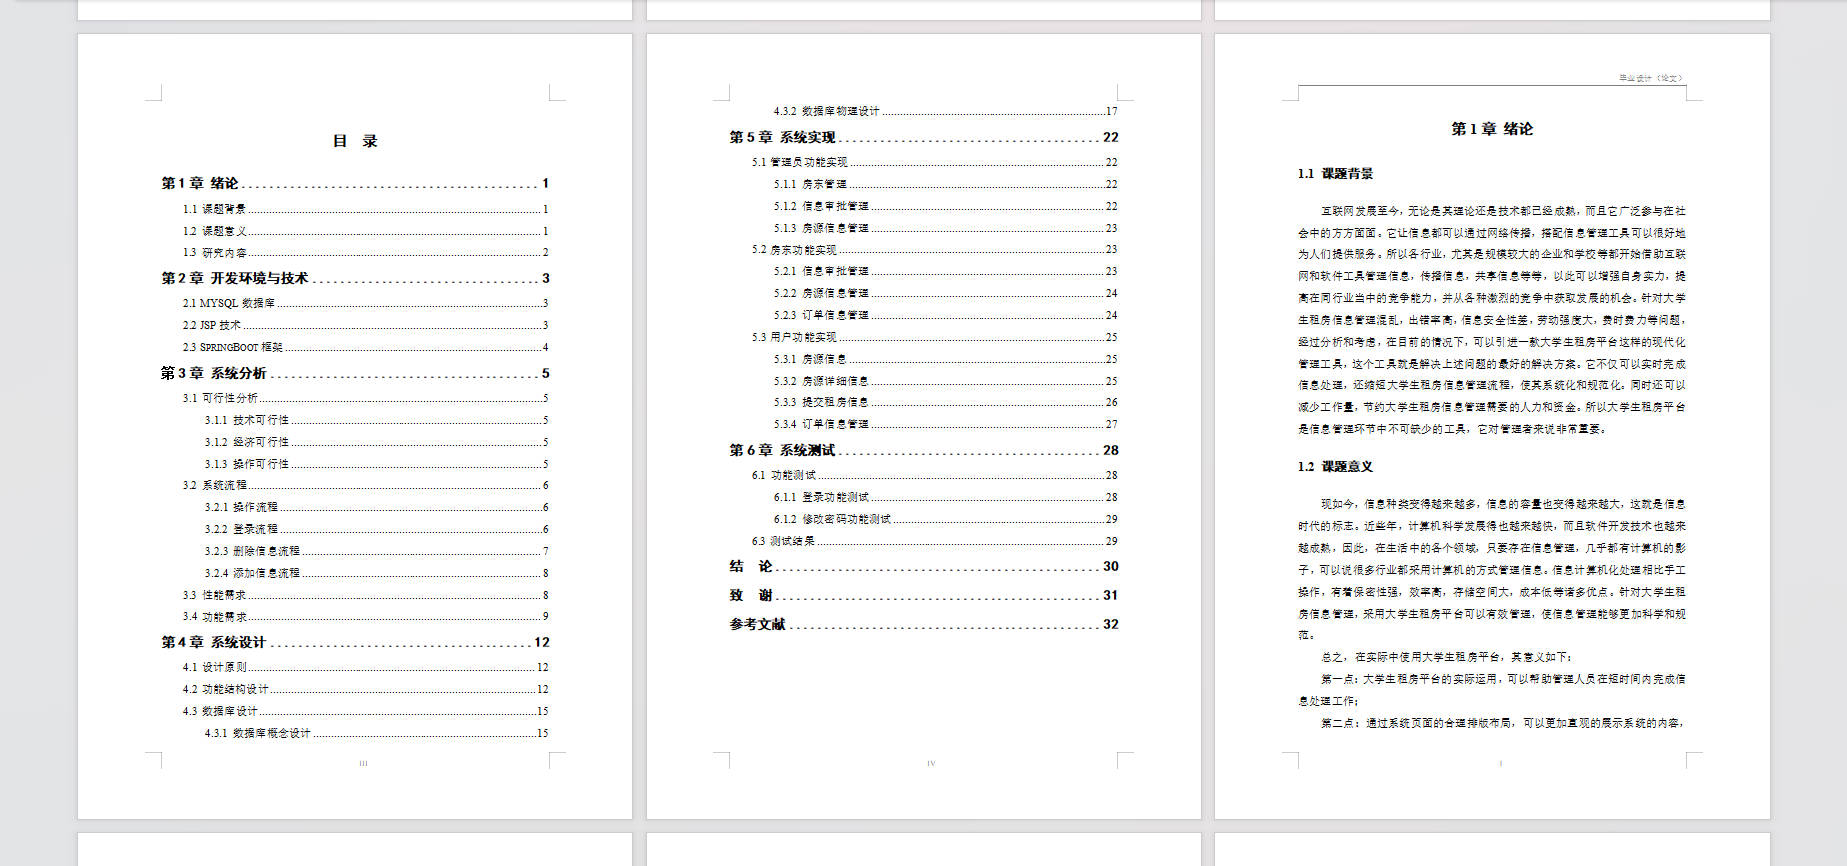 目 录
第 1 章 绪论 1
1.1 课题背景 1
1.2 课题意义 1
1.3 研究内容 2
第 2 章 开发环境与技术 3
2.1 MYSQL 数据库 3
2.2 JSP 技术 3
2.3 SPRINGBOOT 框架 4
第 3 章 系统分析 5
3.1 可行性分析 5
3.1.1 技术可行性 5
3.1.2 经济可行性 5
3.1.3 操作可行性 5
3.2 系统流程 6
3.2.1 操作流程 6
3.2.2 登录流程 6
3.2.3 删除信息流程 7
3.2.4 添加信息流程 8
3.3 性能需求 8
3.4 功能需求 9
第 4 章 系统设计 12
4.1 设计原则 12
4.2 功能结构设计 12
4.3 数据库设计 15
4.3.1 数据库概念设计 15
III
4.3.2 数据库物理设计 17
第 5 章 系统实现 22
5.1 管理员功能实现 22
5.1.1 房东管理 22
5.1.2 信息审批管理 22
5.1.3 房源信息管理 23
5.2 房东功能实现 23
5.2.1 信息审批管理 23
5.2.2 房源信息管理 24
5.2.3 订单信息管理 24
5.3 用户功能实现 25
5.3.1 房源信息 25
5.3.2 房源详细信息 25
5.3.3 提交租房信息 26
5.3.4 订单信息管理 27
第 6 章 系统测试 28
6.1 功能测试 28
6.1.1 登录功能测试 28
6.1.2 修改密码功能测试 29
6.3 测试结果 29
结 论 30
致 谢 31
参考文献 32
IV
毕业设计（论文）
第 1 章 绪论
1.1 课题背景
互联网发展至今，无论是其理论还是技术都已经成熟，而且它广泛参与在社
会中的方方面面。它让信息都可以通过网络传播，搭配信息管理工具可以很好地
为人们提供服务。所以各行业，尤其是规模较大的企业和学校等都开始借助互联
网和软件工具管理信息，传播信息，共享信息等等，以此可以增强自身实力，提
高在同行业当中的竞争能力，并从各种激烈的竞争中获取发展的机会。针对大学
生租房信息管理混乱，出错率高，信息安全性差，劳动强度大，费时费力等问题，
经过分析和考虑，在目前的情况下，可以引进一款大学生租房平台这样的现代化
管理工具，这个工具就是解决上述问题的最好的解决方案。它不仅可以实时完成
信息处理，还缩短大学生租房信息管理流程，使其系统化和规范化。同时还可以
减少工作量，节约大学生租房信息管理需要的人力和资金。所以大学生租房平台
是信息管理环节中不可缺少的工具，它对管理者来说非常重要。
1.2 课题意义
现如今，信息种类变得越来越多，信息的容量也变得越来越大，这就是信息
时代的标志。近些年，计算机科学发展得也越来越快，而且软件开发技术也越来
越成熟，因此，在生活中的各个领域，只要存在信息管理，几乎都有计算机的影
子，可以说很多行业都采用计算机的方式管理信息。信息计算机化处理相比手工
操作，有着保密性强，效率高，存储空间大，成本低等诸多优点。针对大学生租
房信息管理，采用大学生租房平台可以有效管理，使信息管理能够更加科学和规
范。
总之，在实际中使用大学生租房平台，其意义如下：
第一点：大学生租房平台的实际运用，可以帮助管理人员在短时间内完成信
息处理工作；
第二点：通过系统页面的合理排版布局，可以更加直观的展示系统的内容，